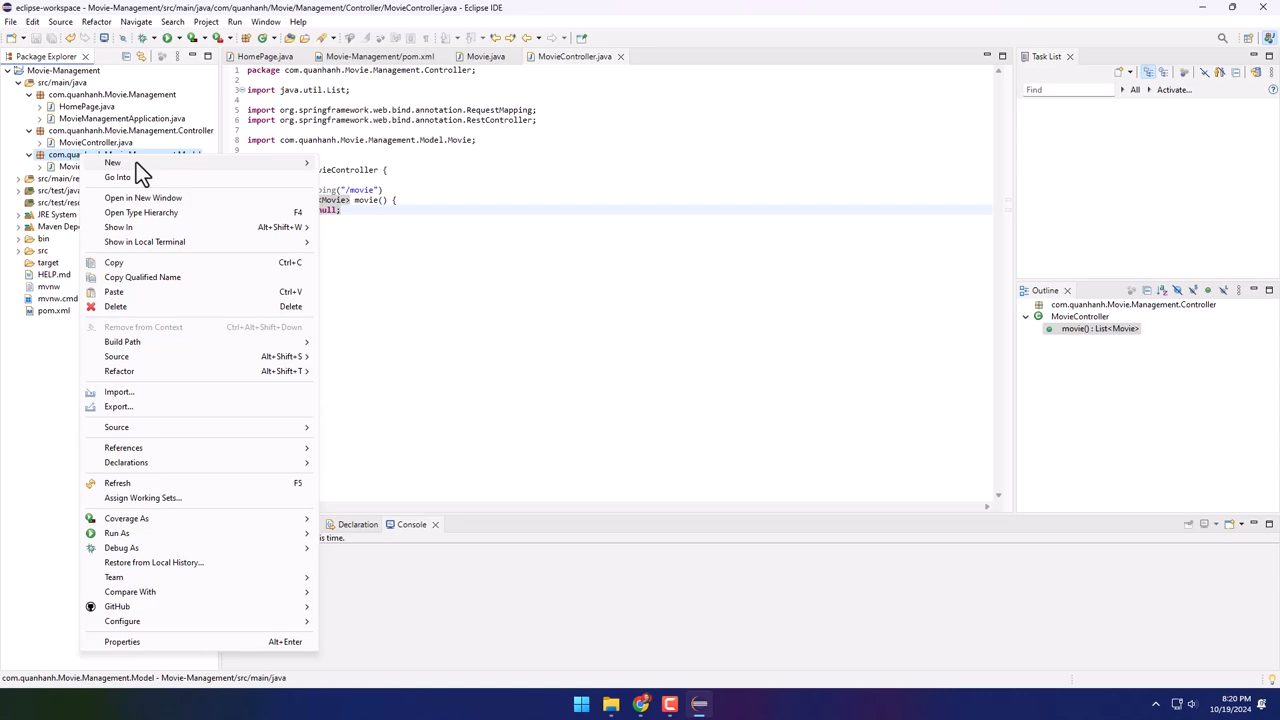 eclipse-workspace - Movie-Management/src/main/java/com/quanhanh/Movie/Management/Controller/MovieController.java - Eclipse IDE
File Edit Source Refactor Navigate Search Project Run Window Help
Package Explorer
Movie-Management
src/main/java
com.quanhanh.Movie.Management
HomePage.java
MovieManagementApplication.java
com.quanhanh.Movie.Management.Controller
MovieController.java
src/test/java
JRE System
bin
src
target
HELP.md
mvnw
mvnw.cmd
pom.xml
New
Go Into
Open in New Window
Open Type Hierarchy F4
Show In Alt+Shift+W
Show in Local Terminal
Copy Ctrl+C
Copy Qualified Name
Paste Ctrl+V
Delete Delete
Remove from Context Ctrl+Alt+Shift+Down
Build Path
Source Alt+Shift+S
Refactor Alt+Shift+T
Import...
Export...
Source
References
Declarations
Refresh F5
Assign Working Sets...
Coverage As
Run As
Debug As
Restore from Local History...
Team
Compare With
GitHub
Configure
Properties Alt+Enter
HomePage.java Movie-Management/pom.xml Movie.java MovieController.java
1 package com.quanhanh.Movie.Management.Controller;
2
3 import java.util.List;
4
5 import org.springframework.web.bind.annotation.RequestMapping;
6 import org.springframework.web.bind.annotation.RestController;
7
8 import com.quanhanh.Movie.Management.Model.Movie;
9
vieController {
ping("/movie")
<Movie> movie() {
null;
Declaration Console
is time.
Task List
Find All Activate...
Outline
com.quanhanh.Movie.Management.Controller
MovieController
movie() : List<Movie>
com.quanhanh.Movie.Management.Model - Movie-Management/src/main/java
8:20 PM
10/19/2024